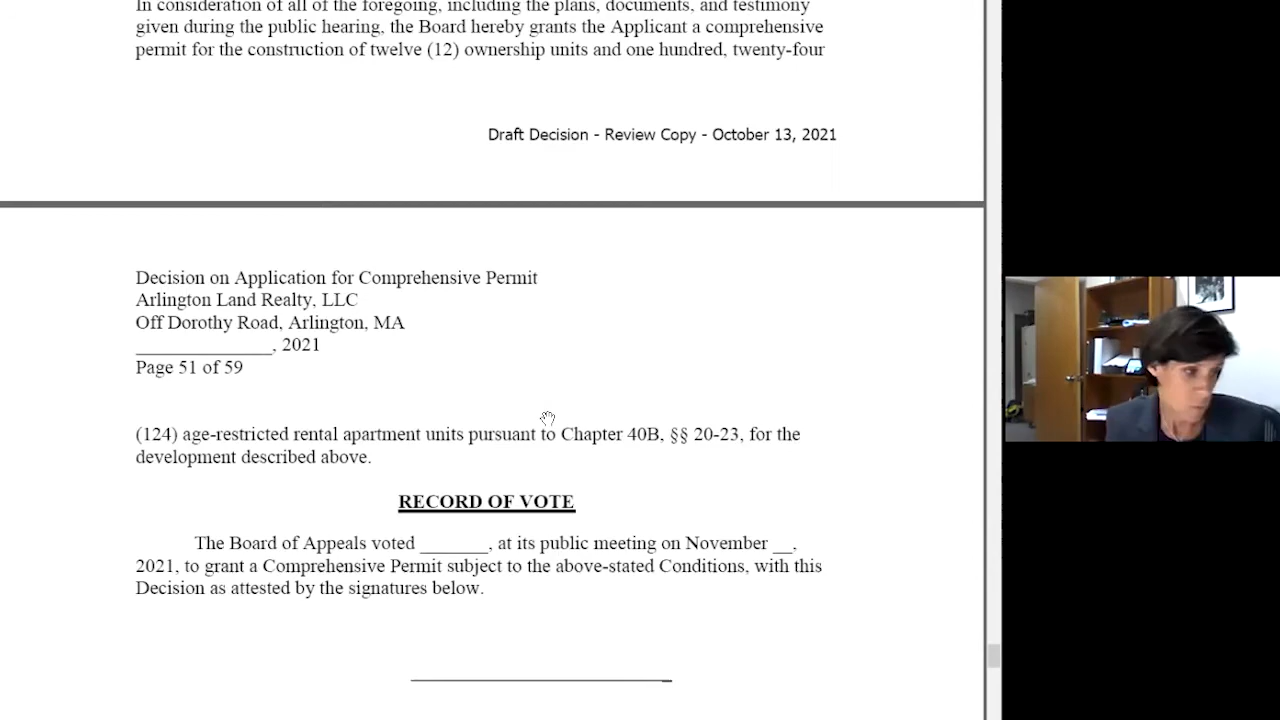 In consideration of all of the foregoing, including the plans, documents, and testimony
given during the public hearing, the Board hereby grants the Applicant a comprehensive
permit for the construction of twelve (12) ownership units and one hundred, twenty-four
Draft Decision - Review Copy - October 13, 2021
Decision on Application for Comprehensive Permit
Arlington Land Realty, LLC
Off Dorothy Road, Arlington, MA
______________, 2021
Page 51 of 59
(124) age-restricted rental apartment units pursuant to Chapter 40B, §§ 20-23, for the
development described above.
RECORD OF VOTE
The Board of Appeals voted _______, at its public meeting on November __,
2021, to grant a Comprehensive Permit subject to the above-stated Conditions, with this
Decision as attested by the signatures below.